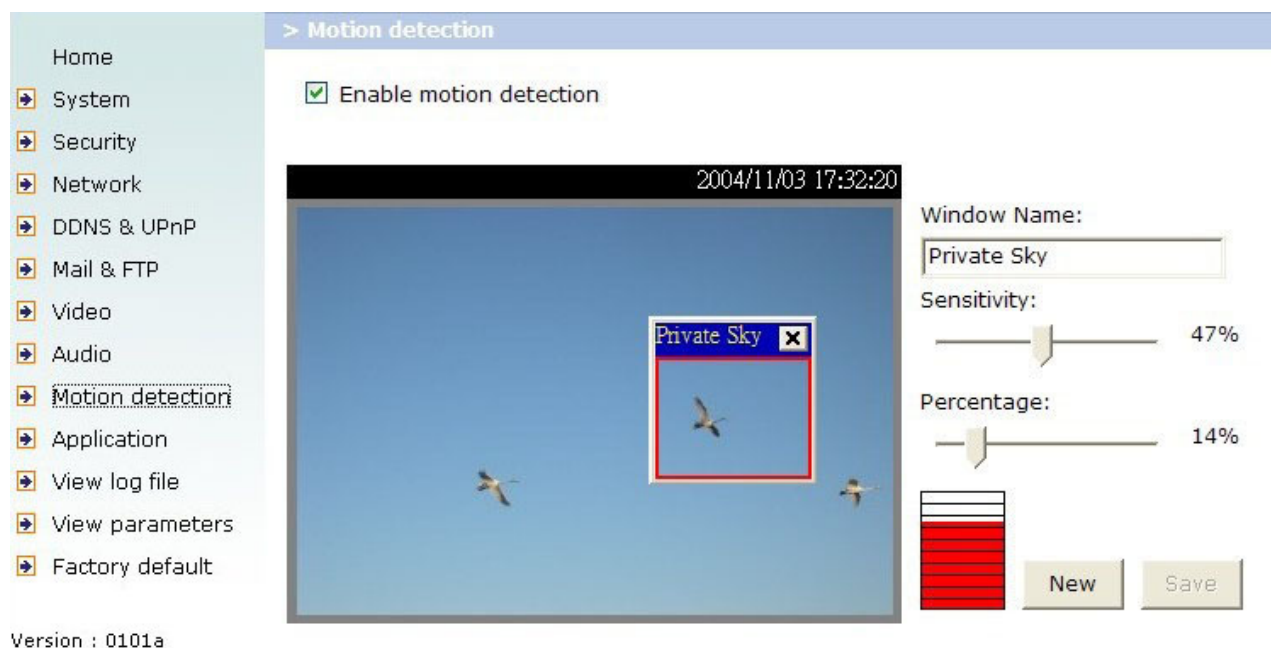 > Motion detection
Home
System
Security
Network
DDNS & UPnP
Mail & FTP
Video
Audio
Motion detection
Application
View log file
View parameters
Factory default
Version : 0101a
Enable motion detection
2004/11/03 17:32:20
Private Sky
Window Name:
Private Sky
Sensitivity:
47%
Percentage:
14%
New
Save